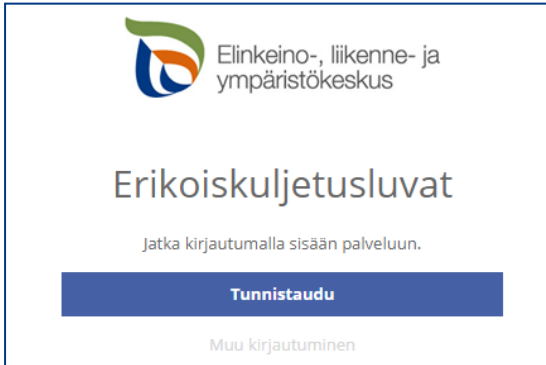 Elinkeino-, liikenne- ja
ympäristökeskus
Erikoiskuljetusluvat
Jatka kirjautumalla sisään palveluun.
Tunnistaudu
Muu kirjautuminen